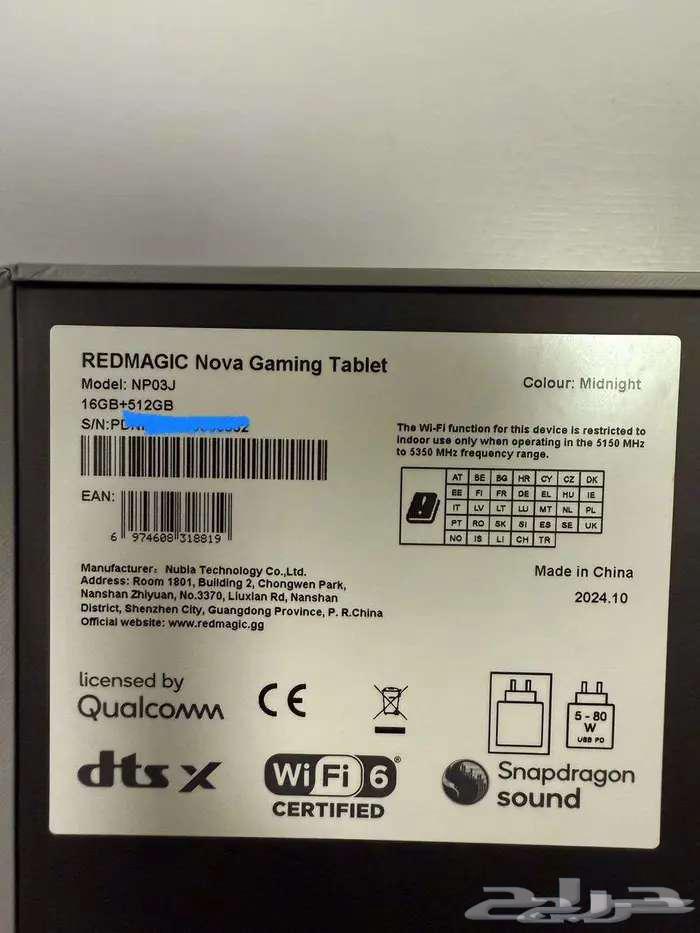 REDMAGIC Nova Gaming Tablet
Model: NP03J
Colour: Midnight
16GB+512GB
S/N:
The Wi-Fi function for this device is restricted to
indoor use only when operating in the 5150 MHz
to 5350 MHz frequency range.
AT BE BG HR CY CZ DK
EE FI FR DE EL HU IE
IT LV LT LU MT NL PL
PT RO SK SI ES SE UK
NO IS LI CH TR
EAN:
6 974608 318819
Manufacturer: Nubia Technology Co.,Ltd.
Address: Room 1801, Building 2, Chongwen Park,
Nanshan Zhiyuan, No.3370, Liuxian Rd, Nanshan
District, Shenzhen City, Guangdong Province, P. R.China
Official website: www.redmagic.gg
Made in China
2024.10
licensed by
Qualcomm
CE
5 - 80
W
USB PD
dts X
Wi Fi 6 ®
CERTIFIED
Snapdragon
sound
حراج